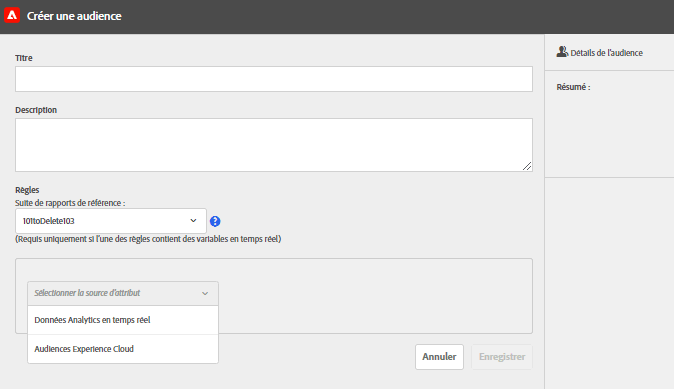 Créer une audience
Titre
Description
Règles
Suite de rapports de référence :
101toDelete103
?
(Requis uniquement si l'une des règles contient des variables en temps réel)
Sélectionner la source d'attribut
Données Analytics en temps réel
Audiences Experience Cloud
Annuler
Enregistrer
Détails de l'audience
Résumé :